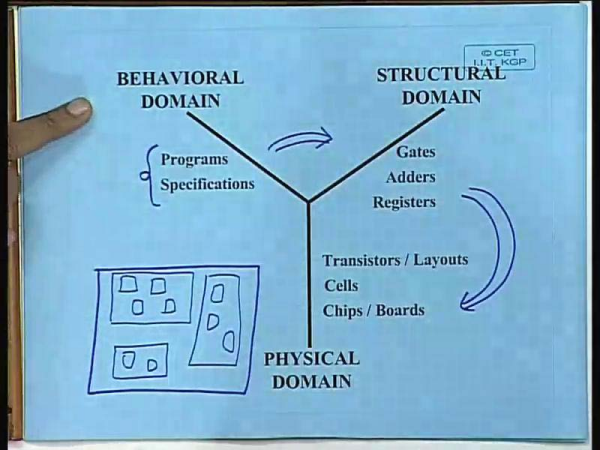 © CET
I.I.T. KGP
BEHAVIORAL
DOMAIN
STRUCTURAL
DOMAIN
Programs
Specifications
Gates
Adders
Registers
Transistors / Layouts
Cells
Chips / Boards
PHYSICAL
DOMAIN